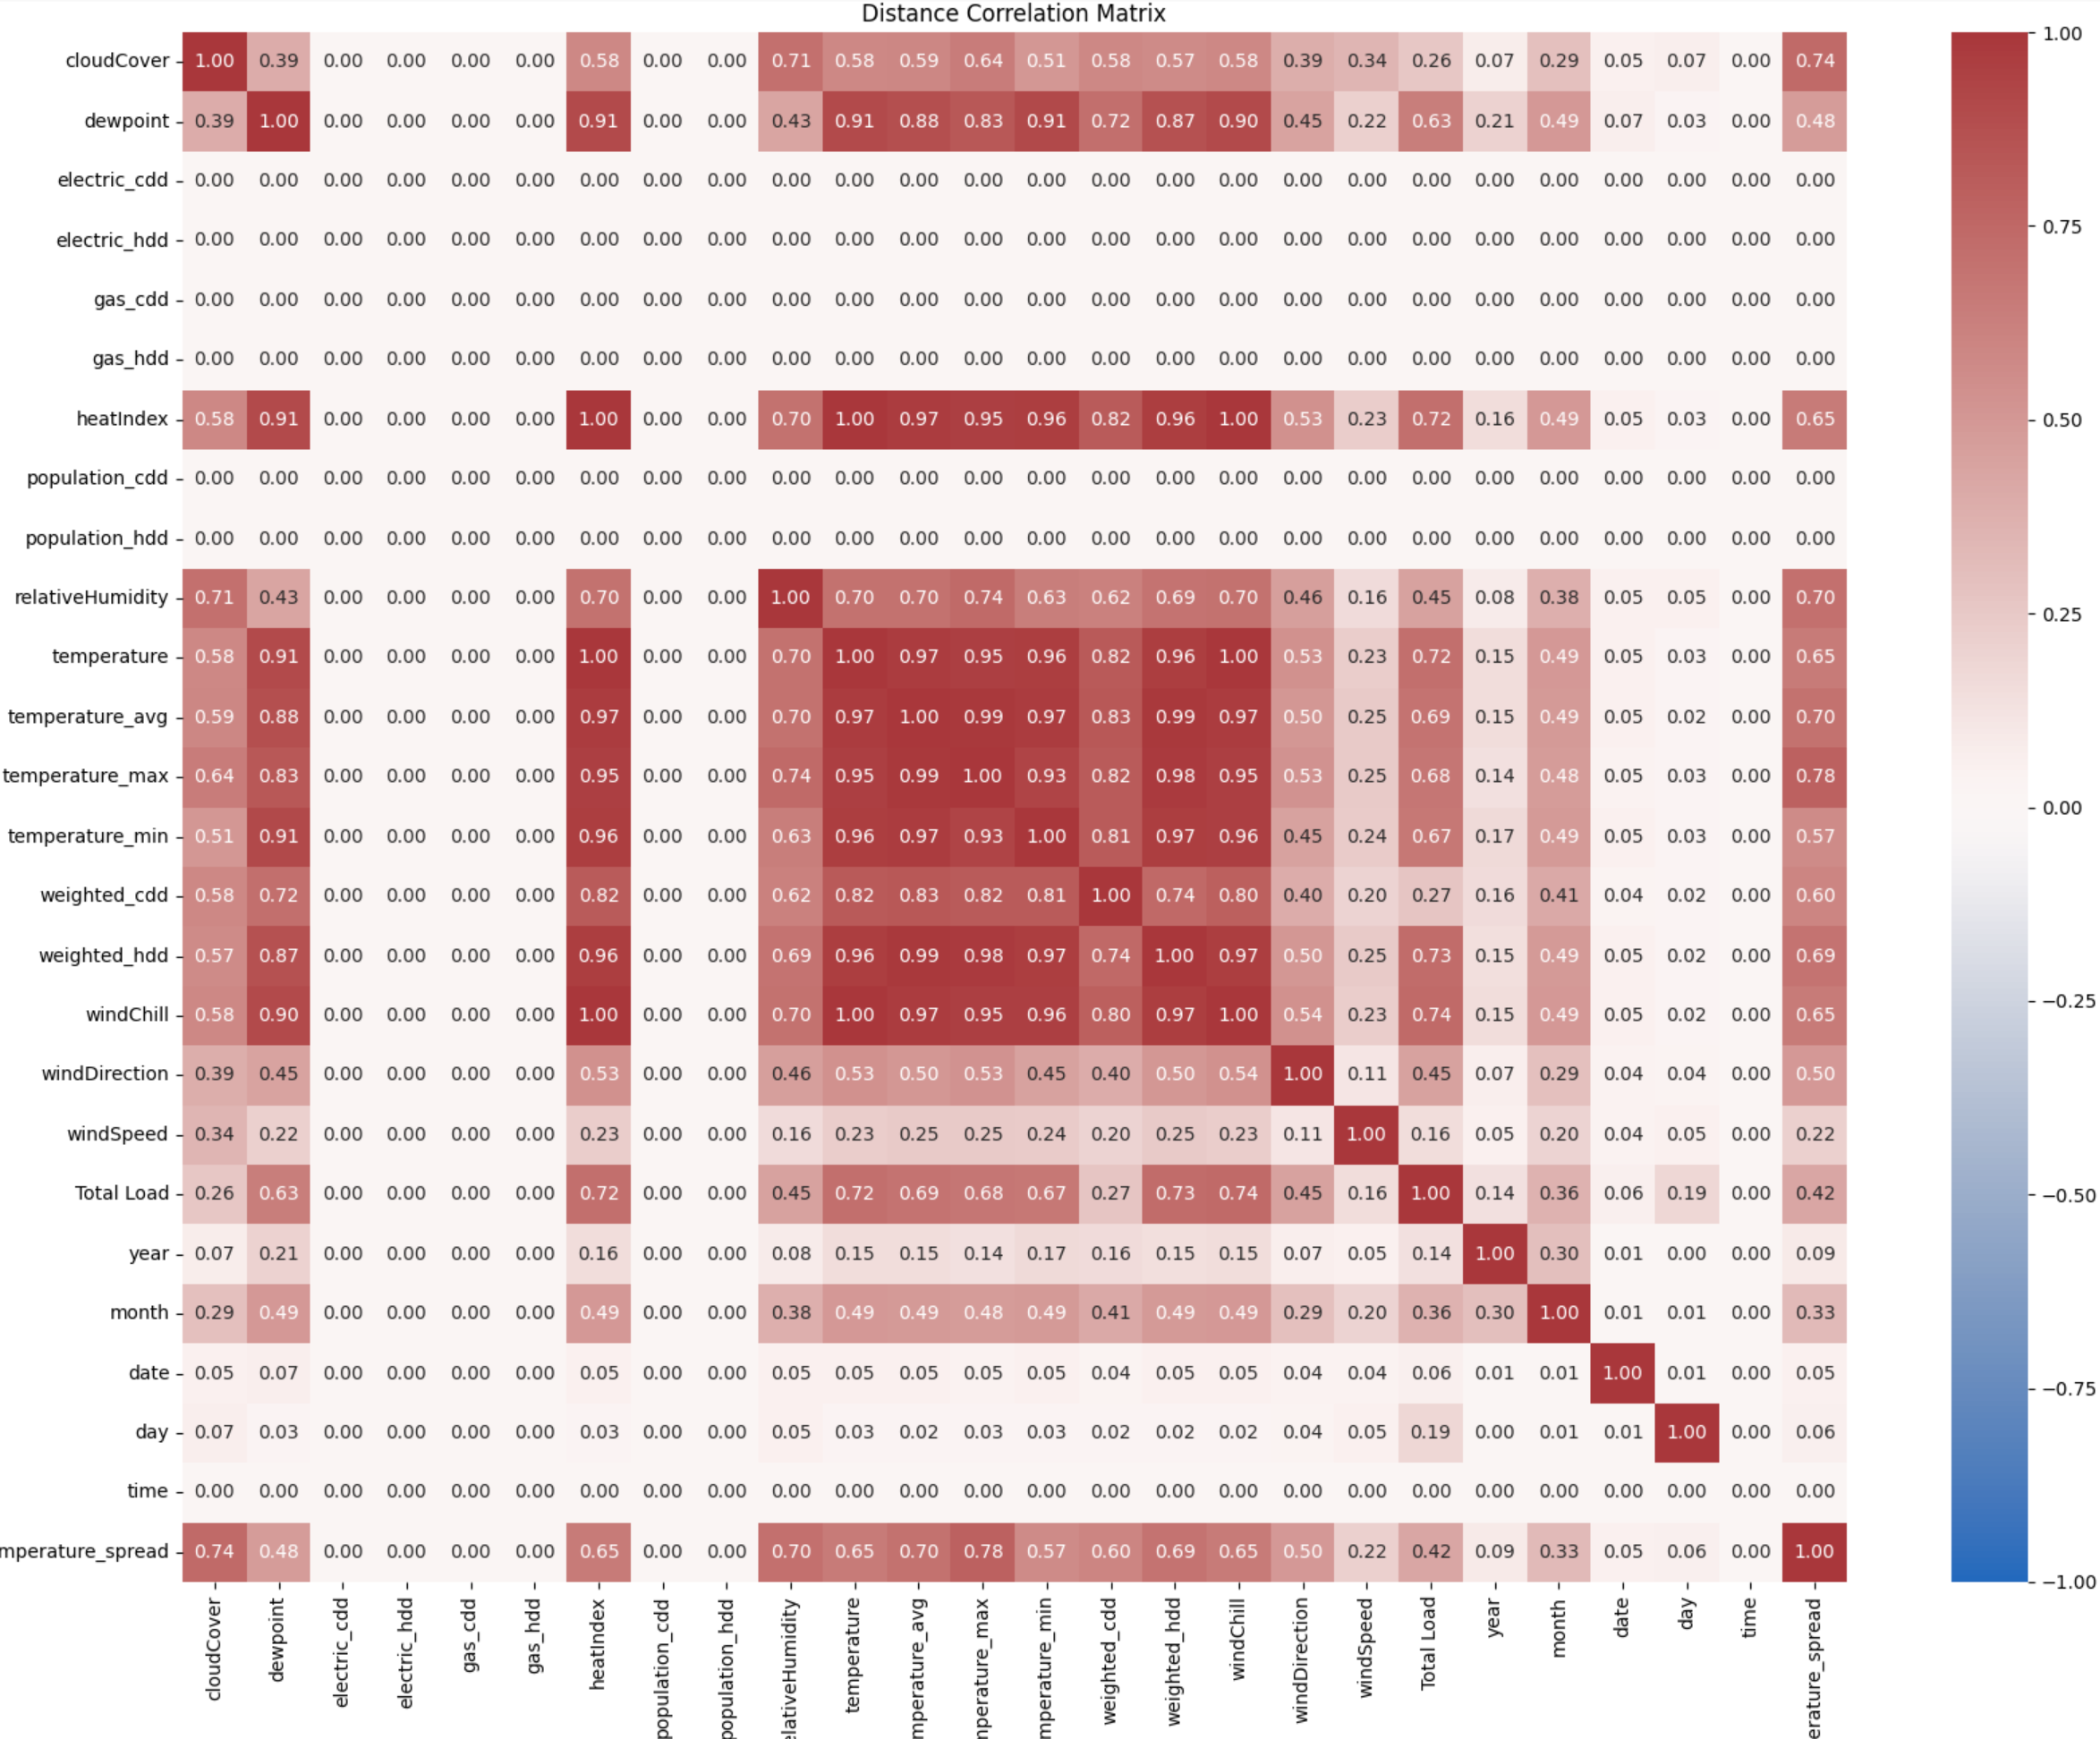 Distance Correlation Matrix
cloudCover 1.00 0.39 0.00 0.00 0.00 0.00 0.58 0.00 0.00 0.71 0.58 0.59 0.64 0.51 0.58 0.57 0.58 0.39 0.34 0.26 0.07 0.29 0.05 0.07 0.00 0.74
dewpoint 0.39 1.00 0.00 0.00 0.00 0.00 0.91 0.00 0.00 0.43 0.91 0.88 0.83 0.91 0.72 0.87 0.90 0.45 0.22 0.63 0.21 0.49 0.07 0.03 0.00 0.48
electric_cdd 0.00 0.00 0.00 0.00 0.00 0.00 0.00 0.00 0.00 0.00 0.00 0.00 0.00 0.00 0.00 0.00 0.00 0.00 0.00 0.00 0.00 0.00 0.00 0.00 0.00 0.00
electric_hdd 0.00 0.00 0.00 0.00 0.00 0.00 0.00 0.00 0.00 0.00 0.00 0.00 0.00 0.00 0.00 0.00 0.00 0.00 0.00 0.00 0.00 0.00 0.00 0.00 0.00 0.00
gas_cdd 0.00 0.00 0.00 0.00 0.00 0.00 0.00 0.00 0.00 0.00 0.00 0.00 0.00 0.00 0.00 0.00 0.00 0.00 0.00 0.00 0.00 0.00 0.00 0.00 0.00 0.00
gas_hdd 0.00 0.00 0.00 0.00 0.00 0.00 0.00 0.00 0.00 0.00 0.00 0.00 0.00 0.00 0.00 0.00 0.00 0.00 0.00 0.00 0.00 0.00 0.00 0.00 0.00 0.00
heatIndex 0.58 0.91 0.00 0.00 0.00 0.00 1.00 0.00 0.00 0.70 1.00 0.97 0.95 0.96 0.82 0.96 1.00 0.53 0.23 0.72 0.16 0.49 0.05 0.03 0.00 0.65
population_cdd 0.00 0.00 0.00 0.00 0.00 0.00 0.00 0.00 0.00 0.00 0.00 0.00 0.00 0.00 0.00 0.00 0.00 0.00 0.00 0.00 0.00 0.00 0.00 0.00 0.00 0.00
population_hdd 0.00 0.00 0.00 0.00 0.00 0.00 0.00 0.00 0.00 0.00 0.00 0.00 0.00 0.00 0.00 0.00 0.00 0.00 0.00 0.00 0.00 0.00 0.00 0.00 0.00 0.00
relativeHumidity 0.71 0.43 0.00 0.00 0.00 0.00 0.70 0.00 0.00 1.00 0.70 0.70 0.74 0.63 0.62 0.69 0.70 0.46 0.16 0.45 0.08 0.38 0.05 0.05 0.00 0.70
temperature 0.58 0.91 0.00 0.00 0.00 0.00 1.00 0.00 0.00 0.70 1.00 0.97 0.95 0.96 0.82 0.96 1.00 0.53 0.23 0.72 0.15 0.49 0.05 0.03 0.00 0.65
temperature_avg 0.59 0.88 0.00 0.00 0.00 0.00 0.97 0.00 0.00 0.70 0.97 1.00 0.99 0.97 0.83 0.99 0.97 0.50 0.25 0.69 0.15 0.49 0.05 0.02 0.00 0.70
temperature_max 0.64 0.83 0.00 0.00 0.00 0.00 0.95 0.00 0.00 0.74 0.95 0.99 1.00 0.93 0.82 0.98 0.95 0.53 0.25 0.68 0.14 0.48 0.05 0.03 0.00 0.78
temperature_min 0.51 0.91 0.00 0.00 0.00 0.00 0.96 0.00 0.00 0.63 0.96 0.97 0.93 1.00 0.81 0.97 0.96 0.45 0.24 0.67 0.17 0.49 0.05 0.03 0.00 0.57
weighted_cdd 0.58 0.72 0.00 0.00 0.00 0.00 0.82 0.00 0.00 0.62 0.82 0.83 0.82 0.81 1.00 0.74 0.80 0.40 0.20 0.27 0.16 0.41 0.04 0.02 0.00 0.60
weighted_hdd 0.57 0.87 0.00 0.00 0.00 0.00 0.96 0.00 0.00 0.69 0.96 0.99 0.98 0.97 0.74 1.00 0.97 0.50 0.25 0.73 0.15 0.49 0.05 0.02 0.00 0.69
windChill 0.58 0.90 0.00 0.00 0.00 0.00 1.00 0.00 0.00 0.70 1.00 0.97 0.95 0.96 0.80 0.97 1.00 0.54 0.23 0.74 0.15 0.49 0.05 0.02 0.00 0.65
windDirection 0.39 0.45 0.00 0.00 0.00 0.00 0.53 0.00 0.00 0.46 0.53 0.50 0.53 0.45 0.40 0.50 0.54 1.00 0.11 0.45 0.07 0.29 0.04 0.04 0.00 0.50
windSpeed 0.34 0.22 0.00 0.00 0.00 0.00 0.23 0.00 0.00 0.16 0.23 0.25 0.25 0.24 0.20 0.25 0.23 0.11 1.00 0.16 0.05 0.20 0.04 0.05 0.00 0.22
Total Load 0.26 0.63 0.00 0.00 0.00 0.00 0.72 0.00 0.00 0.45 0.72 0.69 0.68 0.67 0.27 0.73 0.74 0.45 0.16 1.00 0.14 0.36 0.06 0.19 0.00 0.42
year 0.07 0.21 0.00 0.00 0.00 0.00 0.16 0.00 0.00 0.08 0.15 0.15 0.14 0.17 0.16 0.15 0.15 0.07 0.05 0.14 1.00 0.30 0.01 0.00 0.00 0.09
month 0.29 0.49 0.00 0.00 0.00 0.00 0.49 0.00 0.00 0.38 0.49 0.49 0.48 0.49 0.41 0.49 0.49 0.29 0.20 0.36 0.30 1.00 0.01 0.01 0.00 0.33
date 0.05 0.07 0.00 0.00 0.00 0.00 0.05 0.00 0.00 0.05 0.05 0.05 0.05 0.05 0.04 0.05 0.05 0.04 0.04 0.06 0.01 0.01 1.00 0.01 0.00 0.05
day 0.07 0.03 0.00 0.00 0.00 0.00 0.03 0.00 0.00 0.05 0.03 0.02 0.03 0.03 0.02 0.02 0.02 0.04 0.05 0.19 0.00 0.01 0.01 1.00 0.00 0.06
time 0.00 0.00 0.00 0.00 0.00 0.00 0.00 0.00 0.00 0.00 0.00 0.00 0.00 0.00 0.00 0.00 0.00 0.00 0.00 0.00 0.00 0.00 0.00 0.00 0.00 0.00
mperature_spread 0.74 0.48 0.00 0.00 0.00 0.00 0.65 0.00 0.00 0.70 0.65 0.70 0.78 0.57 0.60 0.69 0.65 0.50 0.22 0.42 0.09 0.33 0.05 0.06 0.00 1.00
cloudCover
dewpoint
electric_cdd
electric_hdd
gas_cdd
gas_hdd
heatIndex
population_cdd
population_hdd
elativeHumidity
temperature
mperature_avg
mperature_max
mperature_min
weighted_cdd
weighted_hdd
windChill
windDirection
windSpeed
Total Load
year
month
date
day
time
erature_spread
1.00
0.75
0.50
0.25
0.00
−0.25
−0.50
−0.75
−1.00